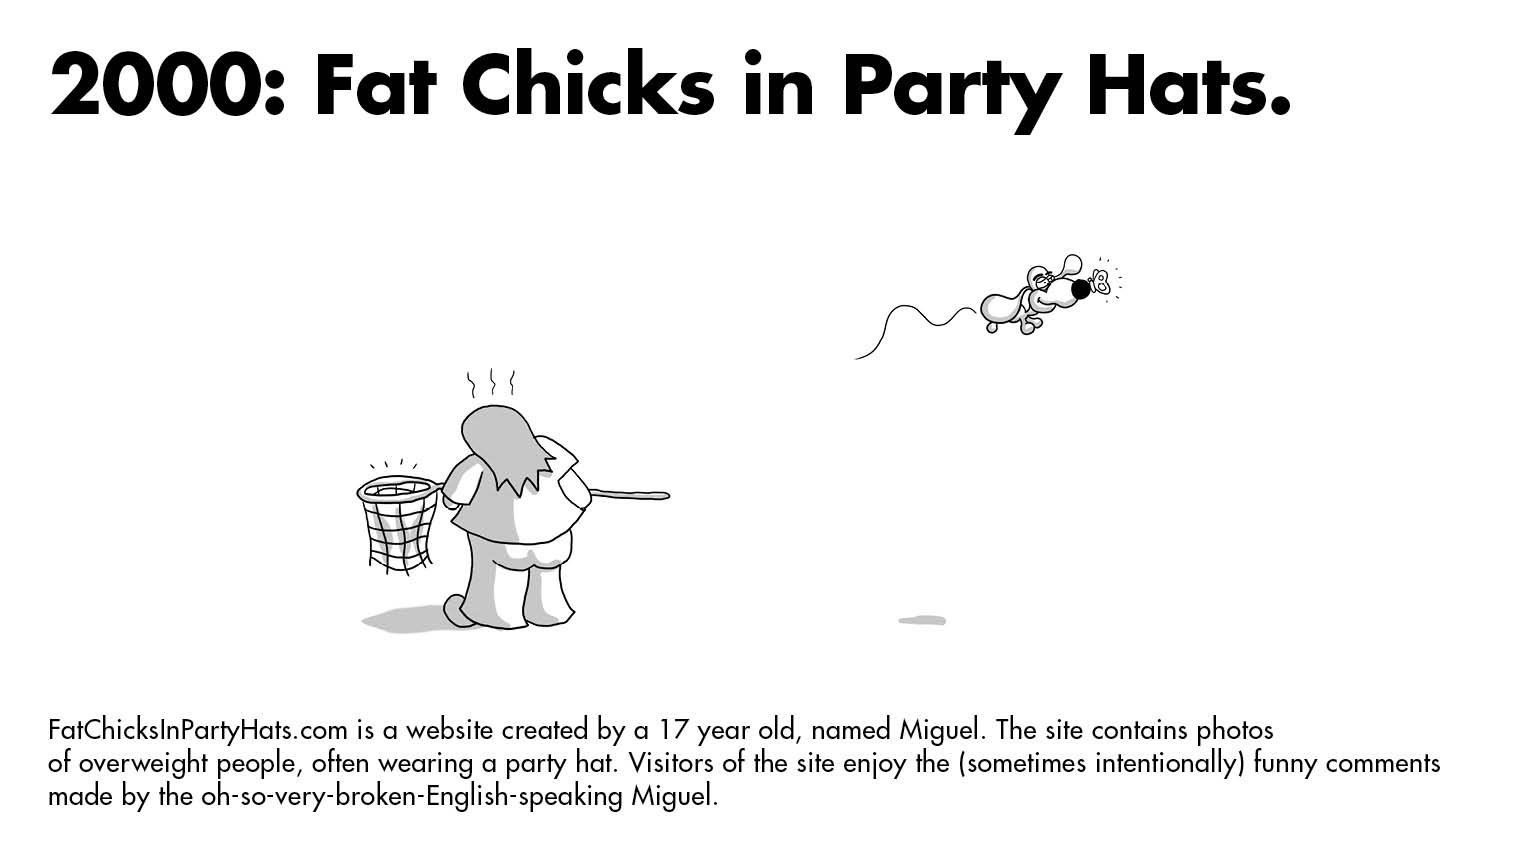 2000: Fat Chicks in Party Hats.
FatChicksInPartyHats.com is a website created by a 17 year old, named Miguel. The site contains photos
of overweight people, often wearing a party hat. Visitors of the site enjoy the (sometimes intentionally) funny comments
made by the oh-so-very-broken-English-speaking Miguel.